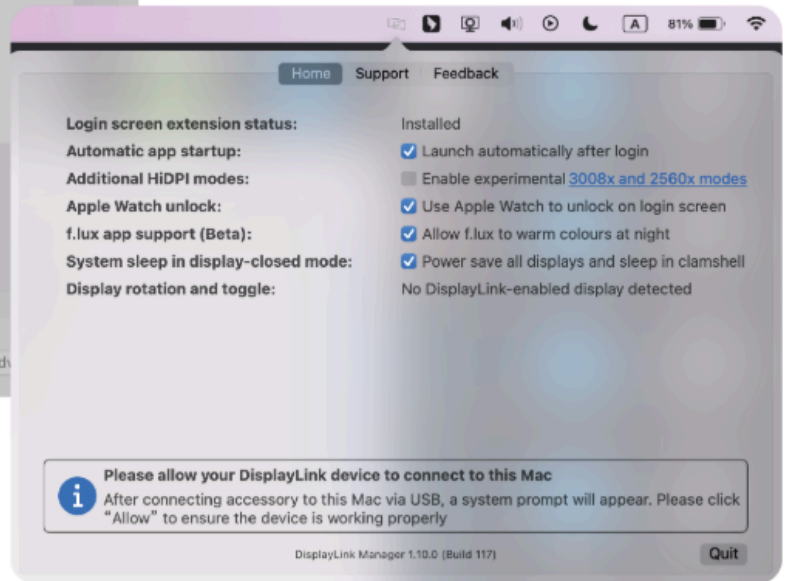 A 81%
Home Support Feedback
Login screen extension status: Installed
Automatic app startup: Launch automatically after login
Additional HiDPI modes: Enable experimental 3008x and 2560x modes
Apple Watch unlock: Use Apple Watch to unlock on login screen
f.lux app support (Beta): Allow f.lux to warm colours at night
System sleep in display-closed mode: Power save all displays and sleep in clamshell
Display rotation and toggle: No DisplayLink-enabled display detected
Please allow your DisplayLink device to connect to this Mac
After connecting accessory to this Mac via USB, a system prompt will appear. Please click
“Allow” to ensure the device is working properly
DisplayLink Manager 1.10.0 (Build 117) Quit